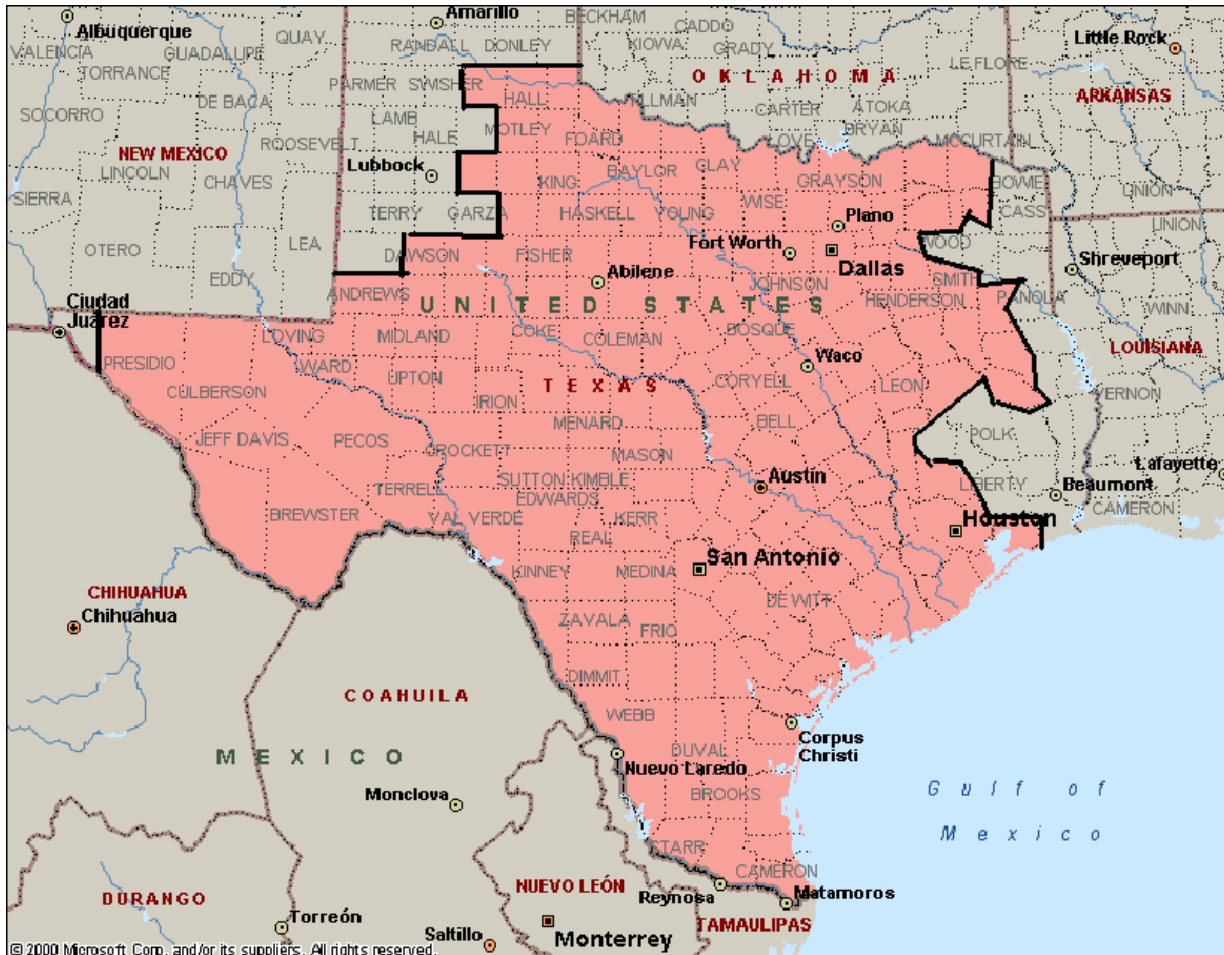 Amarillo
BECKHAM
CADDO
Albuquerque
QUAY
VALENCIA
GUADALUPE
RANDALL
DONLEY
KIOWA
GRADY
Little Rock
TORRANCE
LE FLORE
OKLAHOMA
PARMER
SWISHER
DE BACA
HALL
TILLMAN
CARTER
ATOKA
ARKANSAS
SOCORRO
LAMB
HALE
MOTLEY
FOARD
LOVE
BRYAN
MCCURTAIN
ROOSEVELT
NEW MEXICO
LINCOLN
Lubbock
CHAVES
KING
BAYLOR
CLAY
GRAYSON
BOWIE
UNION
SIERRA
TERRY
GARZA
HASKELL
YOUNG
WISE
Plano
CASS
UNION
OTERO
LEA
DAWSON
FISHER
Fort Worth
Dallas
WOOD
Shreveport
EDDY
Abilene
JOHNSON
SMITH
ANDREWS
HENDERSON
PANOLA
Ciudad
Juárez
UNITED STATES
WINN
LOVING
MIDLAND
COKE
COLEMAN
BOSQUE
LOUISIANA
PRESIDIO
WARD
Waco
CULBERSON
UPTON
TEXAS
CORYELL
LEON
VERNON
IRION
MENARD
BELL
JEFF DAVIS
PECOS
CROCKETT
MASON
POLK
Lafayette
SUTTON
KIMBLE
Austin
LIBERTY
Beaumont
TERRELL
EDWARDS
CAMERON
BREWSTER
VAL VERDE
KERR
Houston
REAL
San Antonio
KINNEY
MEDINA
CHIHUAHUA
Chihuahua
DE WITT
ZAVALA
FRIO
DIMMIT
COAHUILA
WEBB
Corpus
Christi
MEXICO
DUVAL
Nuevo Laredo
BROOKS
Monclova
Gulf of
Mexico
STARR
CAMERON
DURANGO
NUEVO LEÓN
Reynosa
Matamoros
Torreón
TAMAULIPAS
Saltillo
Monterrey
© 2000 Microsoft Corp. and/or its suppliers. All rights reserved.